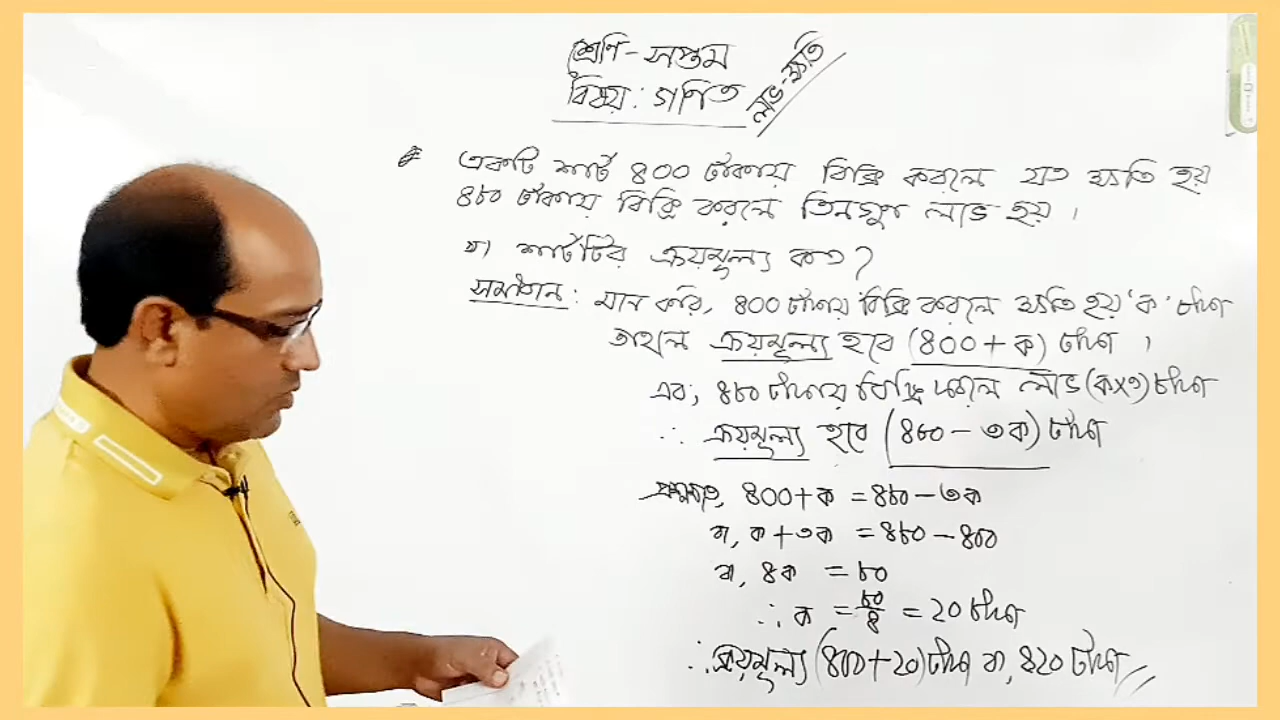 শ্রেণি - সপ্তম
বিষয় : গণিত
লাভ-ক্ষতি
একটি শার্ট ৪০০ টাকায় বিক্রি করলে যত ক্ষতি হয়
৪৮০ টাকায় বিক্রি করলে তিনগুণ লাভ হয় ।
শার্টটির ক্রয়মূল্য কত ?
সমাধান : মনে করি, ৪০০ টাকায় বিক্রি করলে ক্ষতি হয় 'ক' টাকা
তাহলে ক্রয়মূল্য হবে (৪০০ + ক) টাকা ।
এবং, ৪৮০ টাকায় বিক্রি করলে লাভ (ক×৩) টাকা
∴ ক্রয়মূল্য হবে (৪৮০ - ৩ক) টাকা
প্রশ্নমতে, ৪০০ + ক = ৪৮০ - ৩ক
বা, ক + ৩ক = ৪৮০ - ৪০০
বা, ৪ক = ৮০
∴ ক = ৮০/৪ = ২০ টাকা
∴ ক্রয়মূল্য (৪০০ + ২০) টাকা বা, ৪২০ টাকা